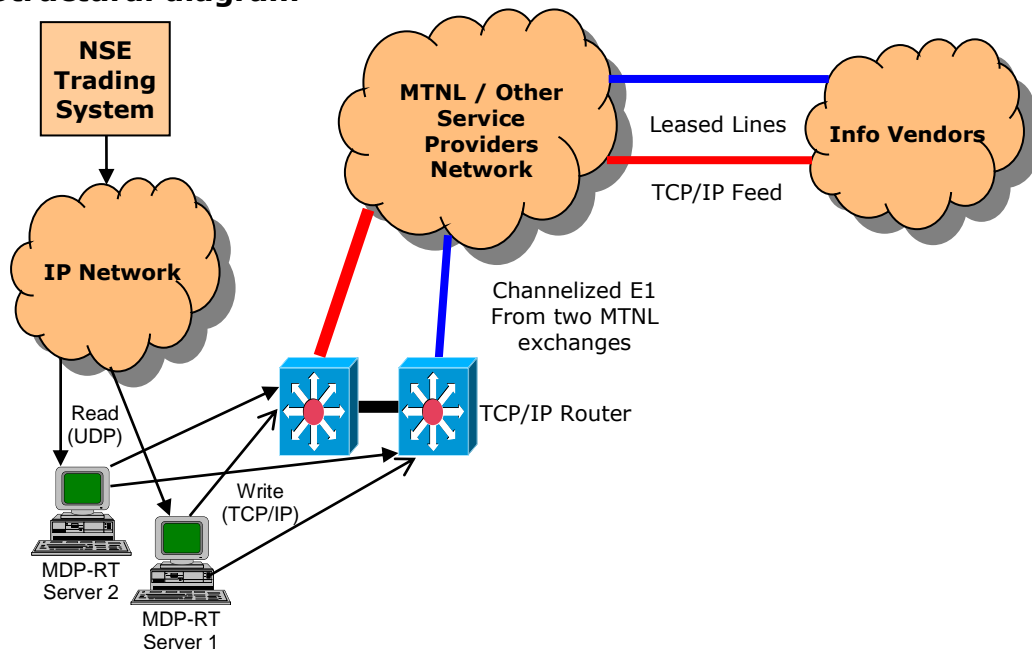 structural diagram
NSE
Trading
System
MTNL / Other
Service
Providers
Network
Leased Lines
TCP/IP Feed
Info Vendors
IP Network
Channelized E1
From two MTNL
exchanges
TCP/IP Router
Read
(UDP)
Write
(TCP/IP)
MDP-RT
Server 2
MDP-RT
Server 1